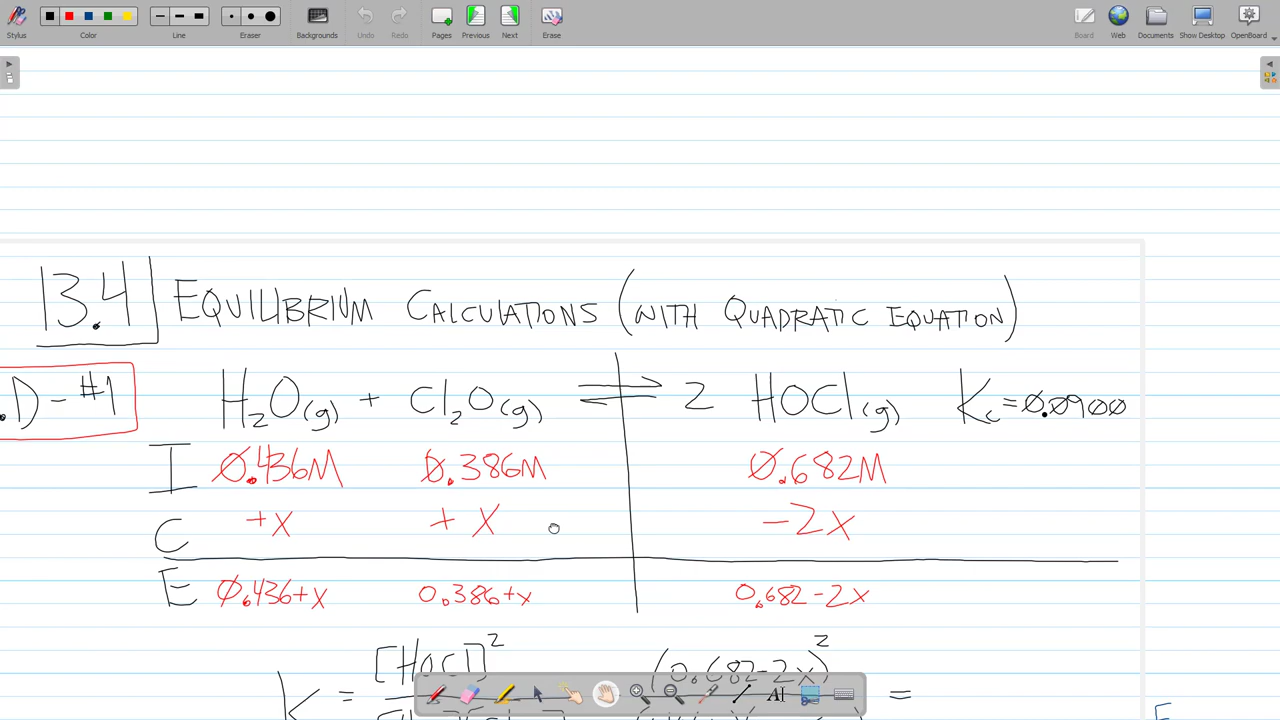 Stylus Color Line Eraser Backgrounds Undo Redo Pages Previous Next Erase Board Web Documents Show Desktop OpenBoard
13.4 EQUILIBRIUM CALCULATIONS (WITH QUADRATIC EQUATION)
.D-#1 H₂O(g) + Cl₂O(g) ⇌ 2 HOCl(g) Kc=0.0900
I 0.436M 0.386M 0.682M
C +x +x -2x
E 0.436+x 0.386+x 0.682-2x
K = [HOCl]² (0.682-2x)² =